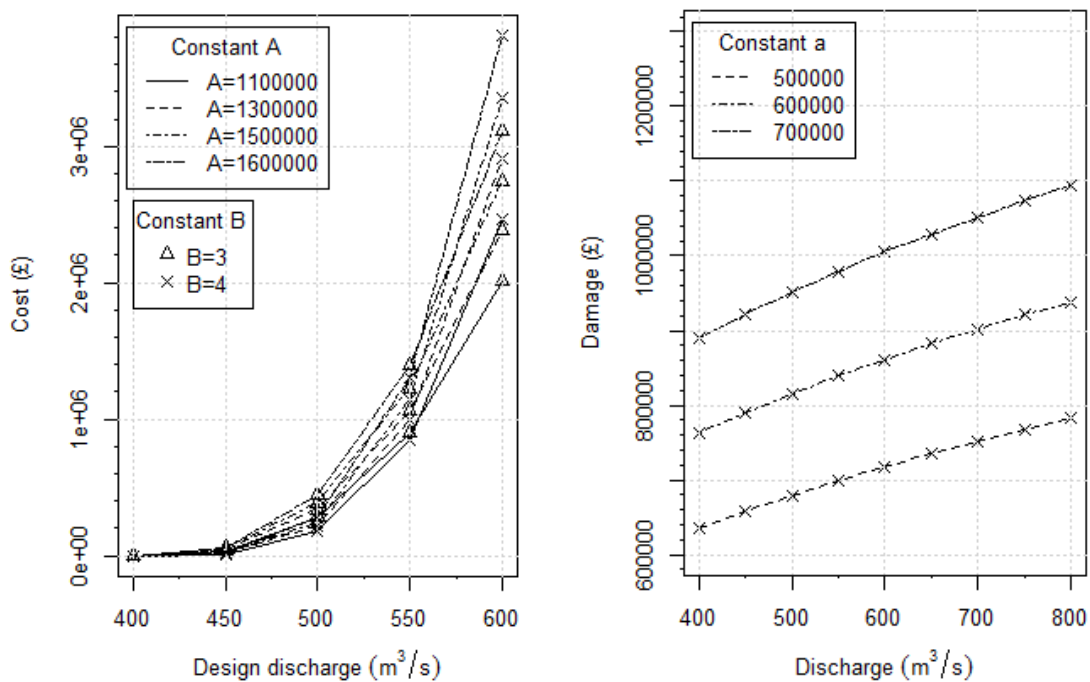 Constant A
A=1100000
A=1300000
A=1500000
A=1600000
Constant B
B=3
B=4
Cost (£)
0e+00
1e+06
2e+06
3e+06
400
450
500
550
600
Design discharge (m³/s)
Constant a
500000
600000
700000
Damage (£)
600000
800000
1000000
1200000
400
500
600
700
800
Discharge (m³/s)